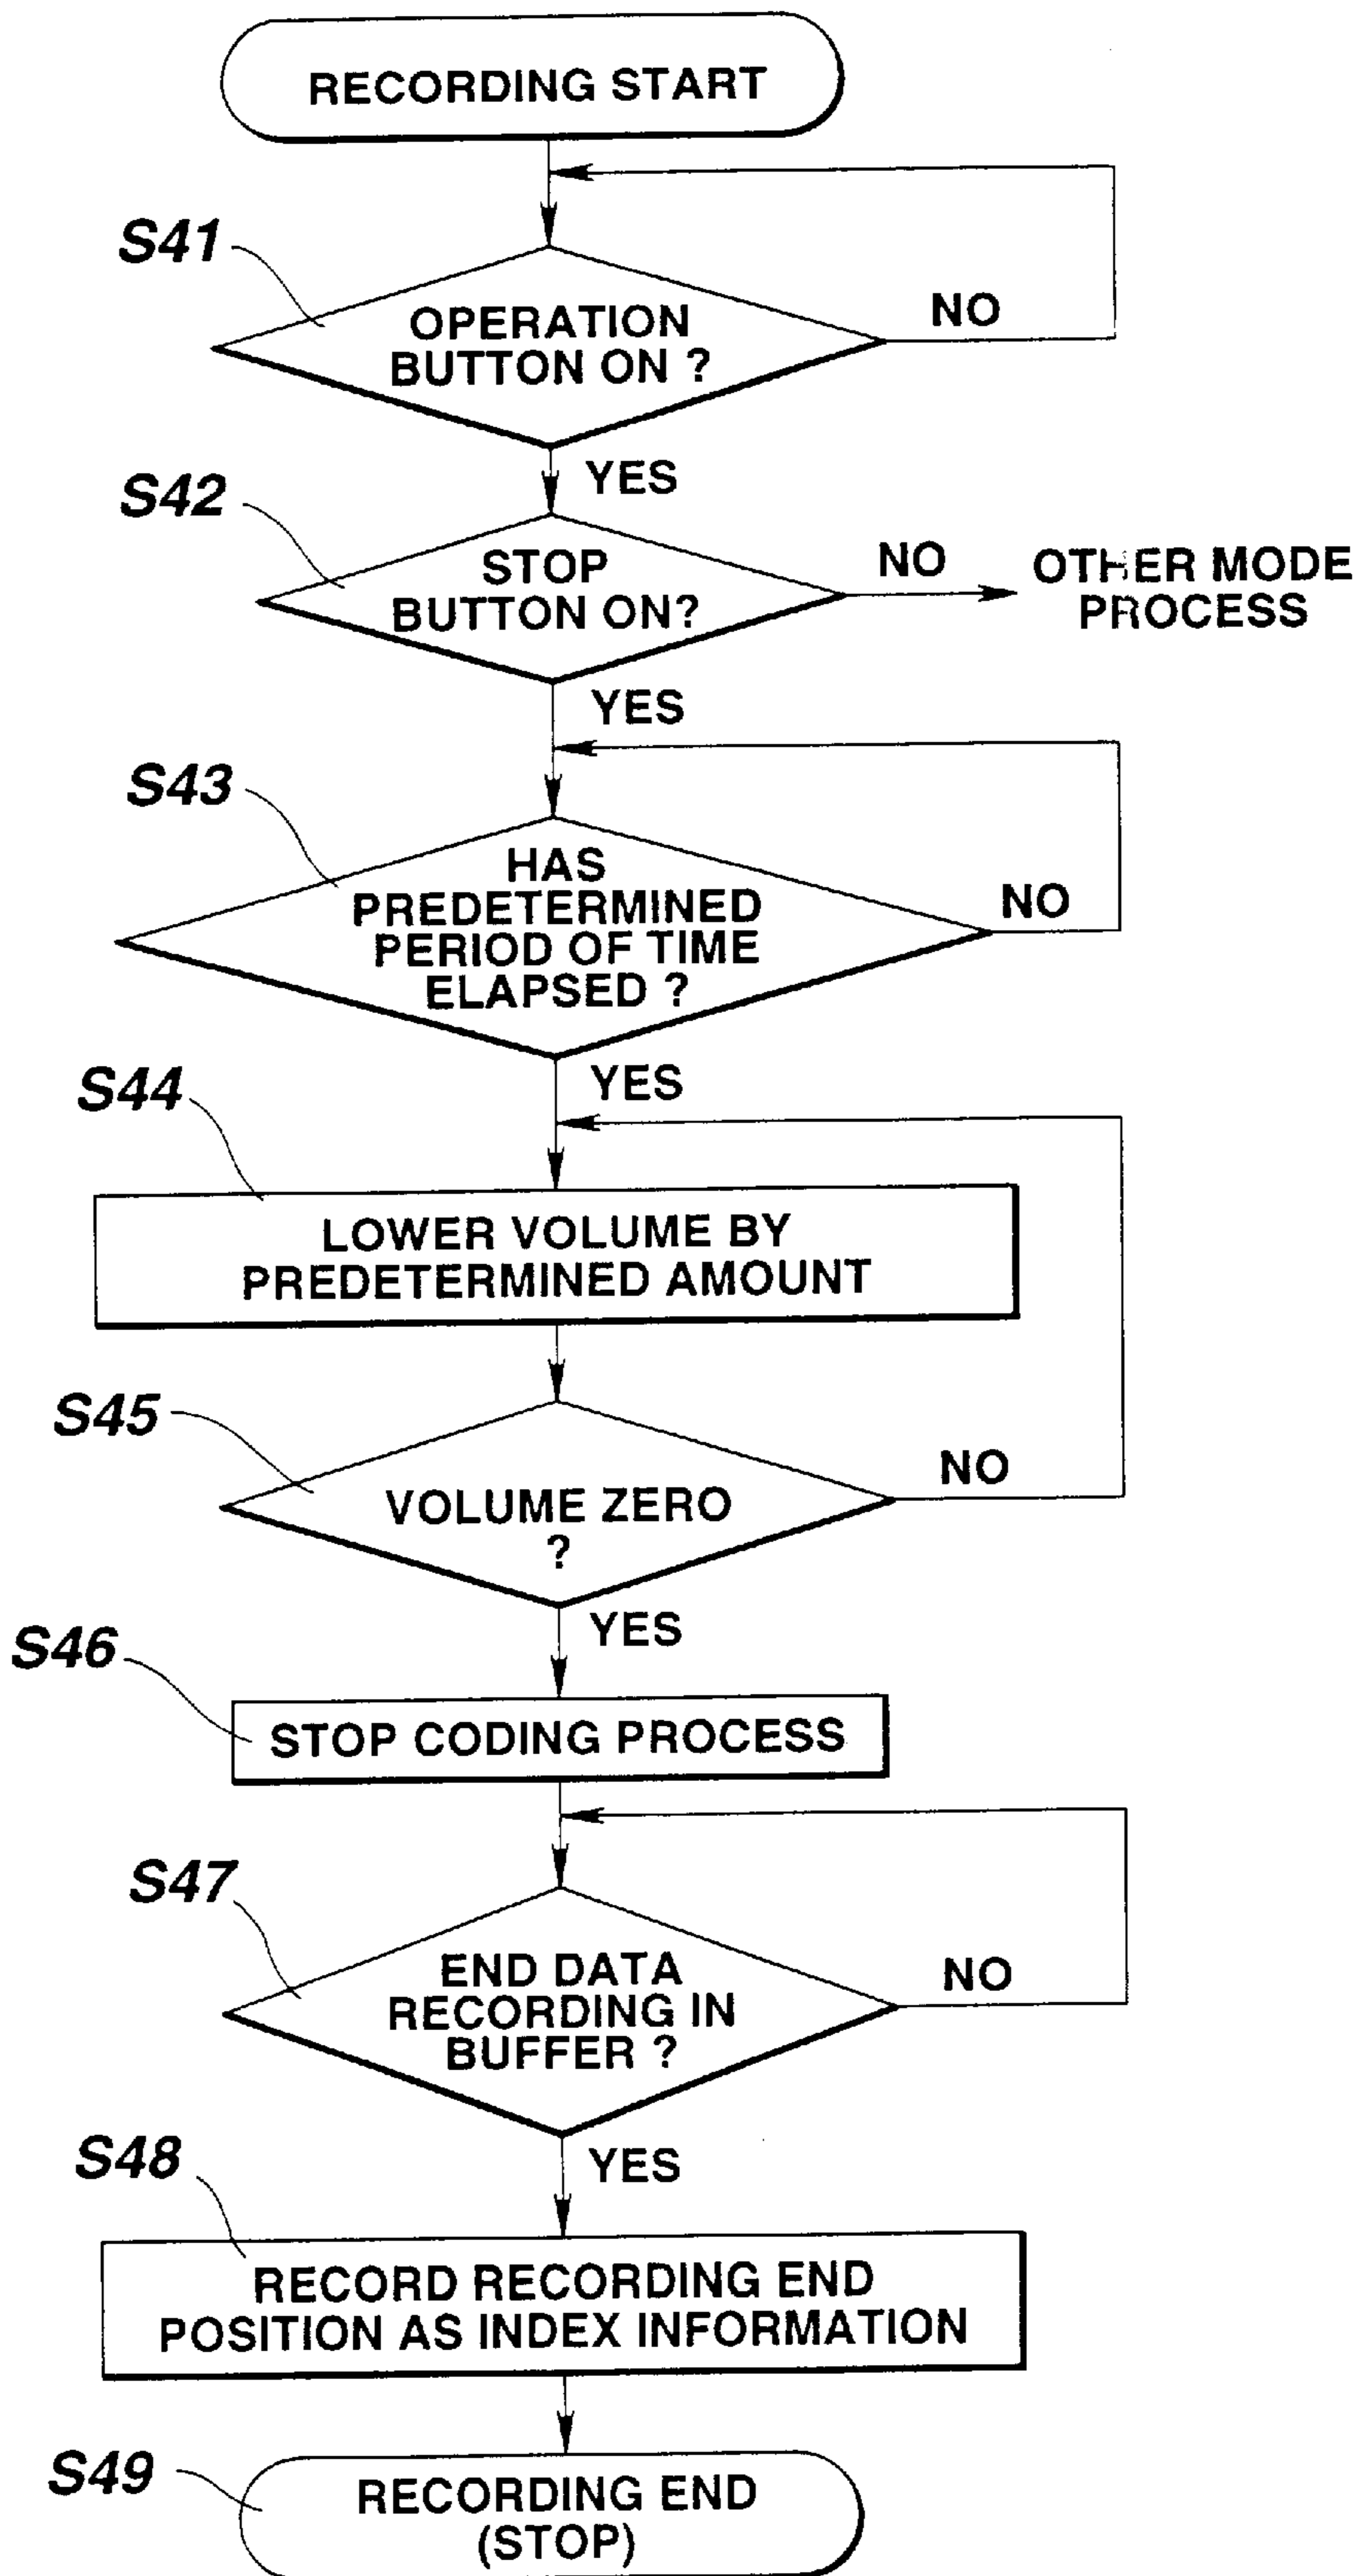 RECORDING START
S41
OPERATION
BUTTON ON ?
NO
YES
S42
STOP
BUTTON ON?
NO
OTHER MODE
PROCESS
YES
S43
HAS
PREDETERMINED
PERIOD OF TIME
ELAPSED ?
NO
YES
S44
LOWER VOLUME BY
PREDETERMINED AMOUNT
S45
VOLUME ZERO
?
NO
YES
S46
STOP CODING PROCESS
S47
END DATA
RECORDING IN
BUFFER ?
NO
YES
S48
RECORD RECORDING END
POSITION AS INDEX INFORMATION
S49
RECORDING END
(STOP)